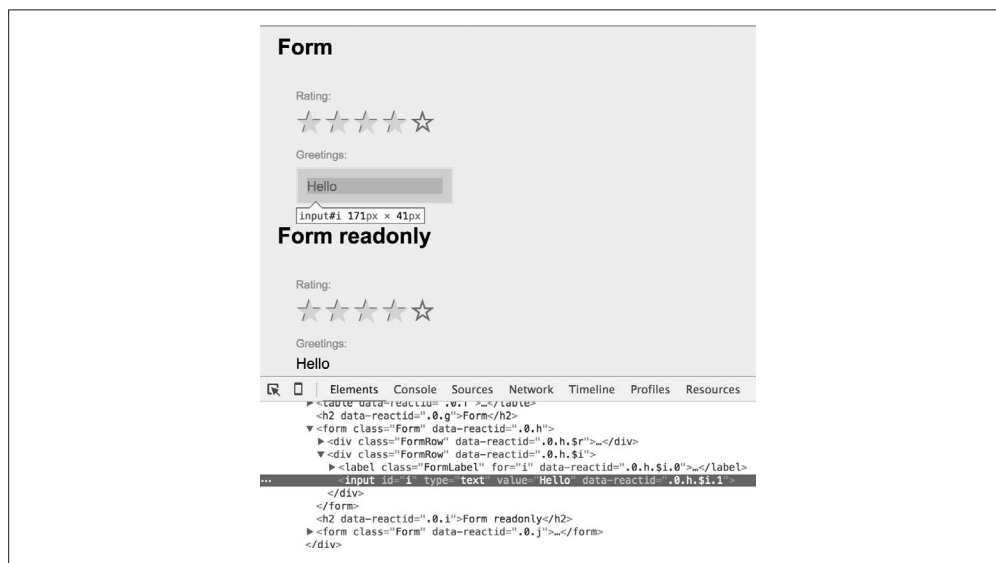 Form
Rating:
Greetings:
Hello
input#i 171px × 41px
Form readonly
Rating:
Greetings:
Hello
Elements Console Sources Network Timeline Profiles Resources
<h2 data-reactid=".0.g">Form</h2>
▼<form class="Form" data-reactid=".0.h">
▶<div class="FormRow" data-reactid=".0.h.$r">…</div>
▼<div class="FormRow" data-reactid=".0.h.$i">
▶<label class="FormLabel" for="i" data-reactid=".0.h.$i.0">…</label>
… <input id="i" type="text" value="Hello" data-reactid=".0.h.$i.1">
</div>
</form>
<h2 data-reactid=".0.i">Form readonly</h2>
▶<form class="Form" data-reactid=".0.j">…</form>
</div>